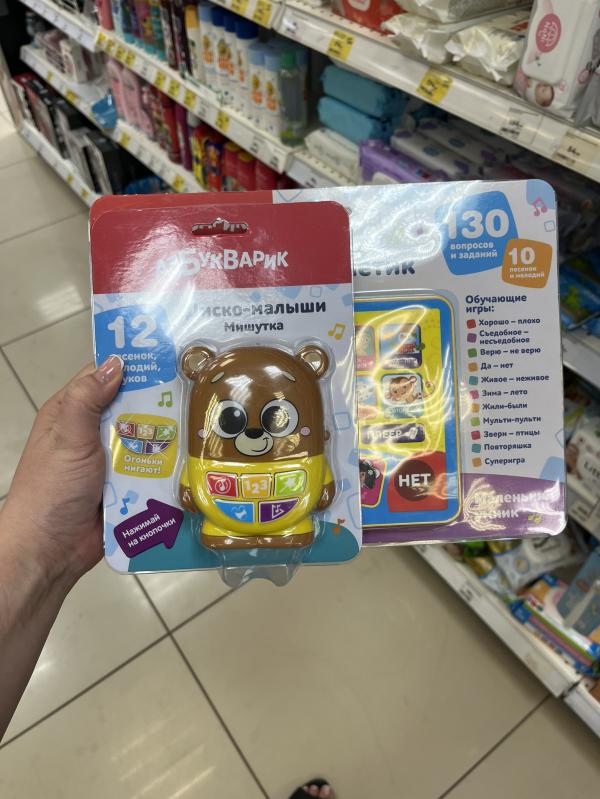 АЗБУКВАРИК
Диско-малыши
Мишутка
12
песенок,
мелодий,
звуков
Огоньки
мигают!
Нажимай
на кнопочки
123
130
вопросов
и заданий
10
песенок
и мелодий
Обучающие
игры:
Хорошо – плохо
Съедобное –
несъедобное
Верю – не верю
Да – нет
Живое – неживое
Зима – лето
Жили-были
Мульти-пульти
Звери – птицы
Повторяшка
Суперигра
НЕТ
Маленький
умник